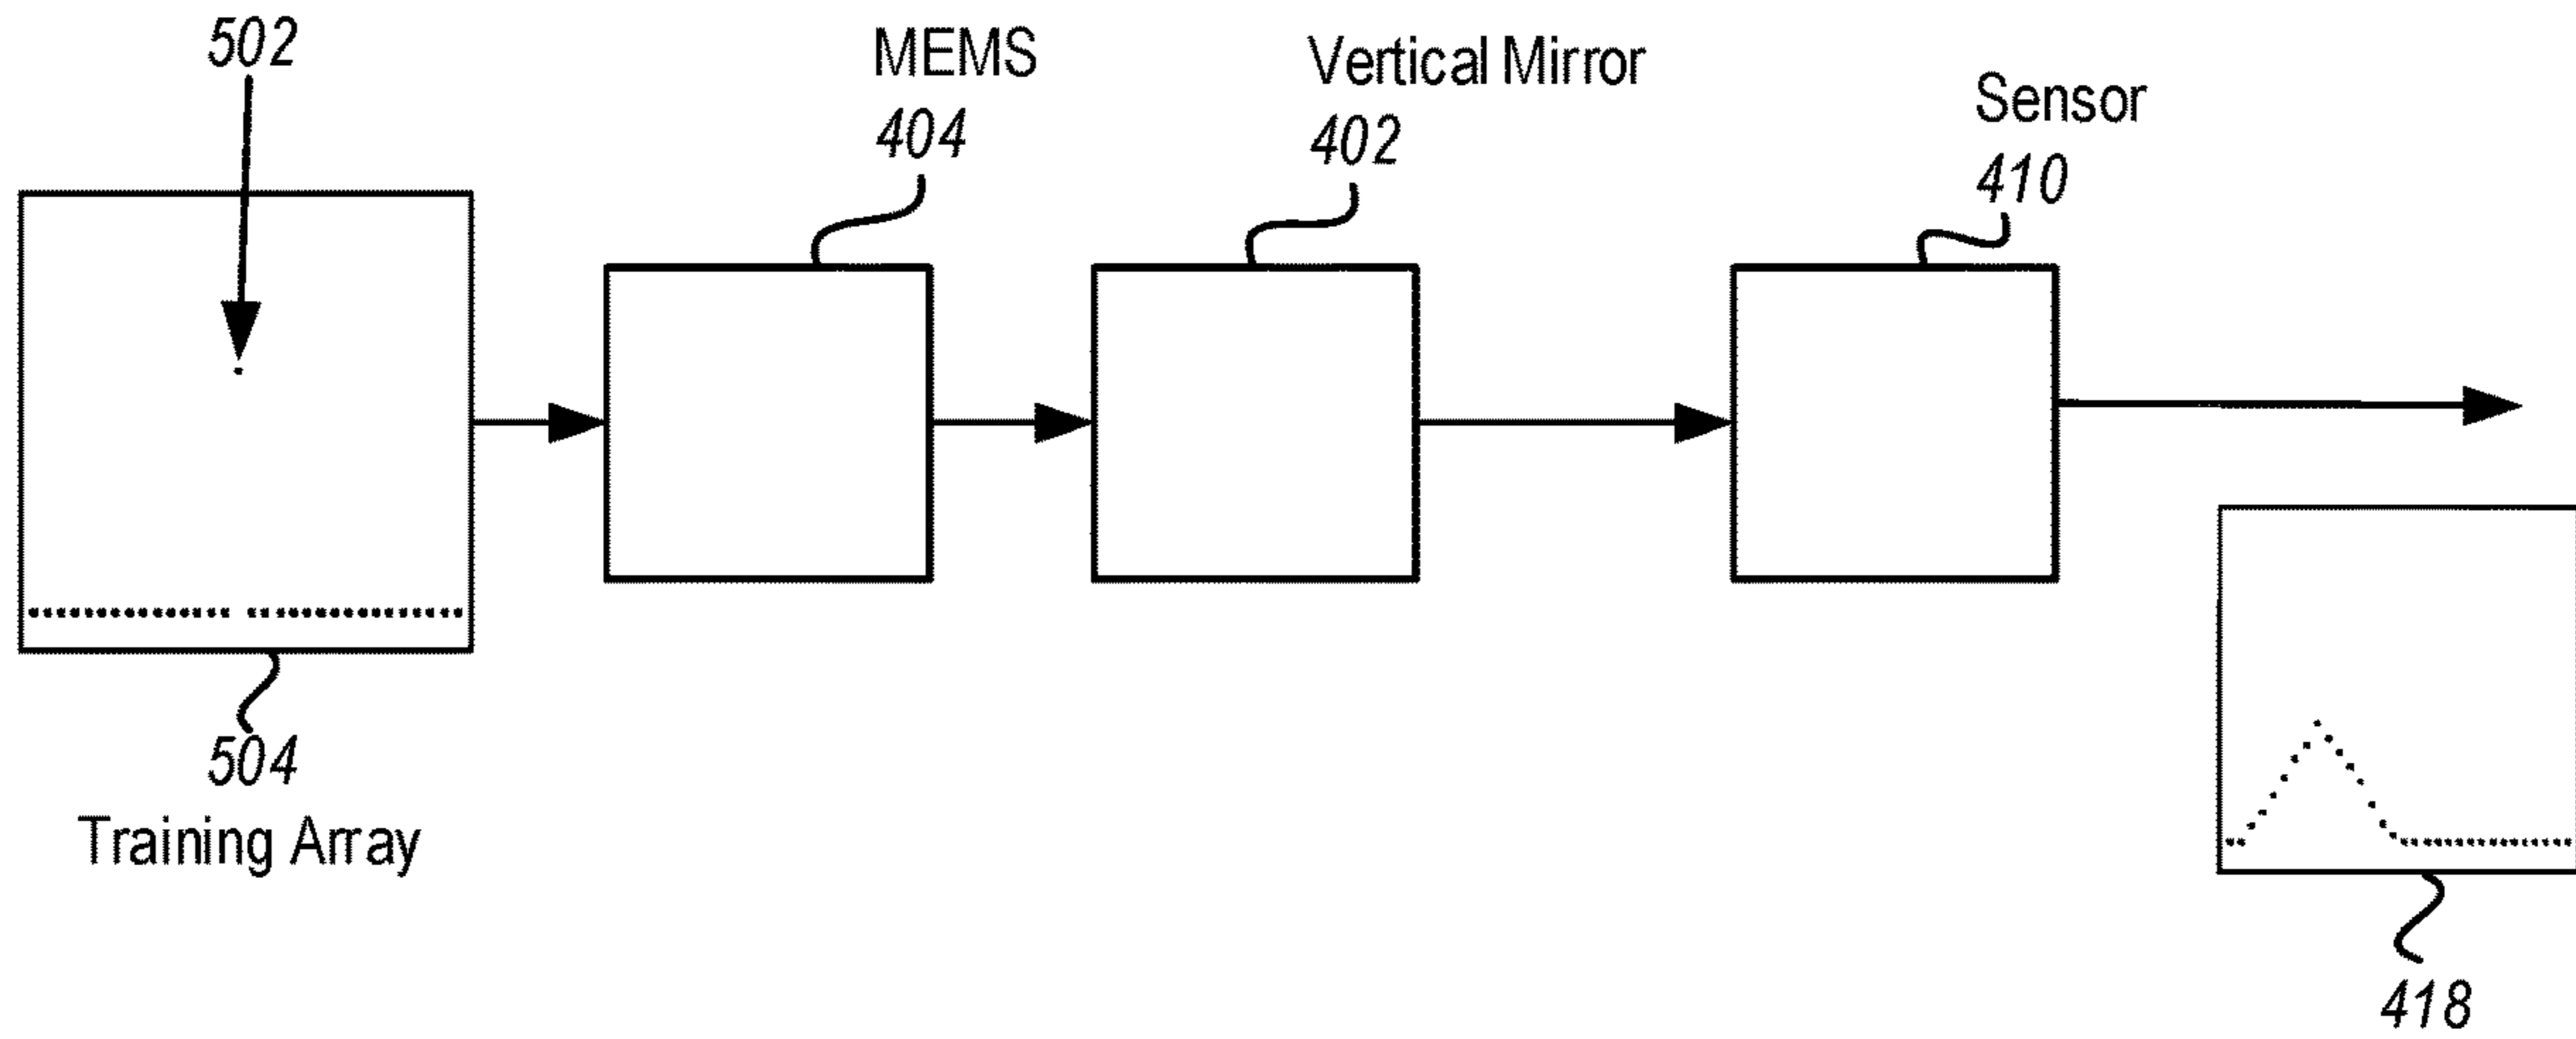 502
MEMS
404
Vertical Mirror
402
Sensor
410
504
Training Array
418